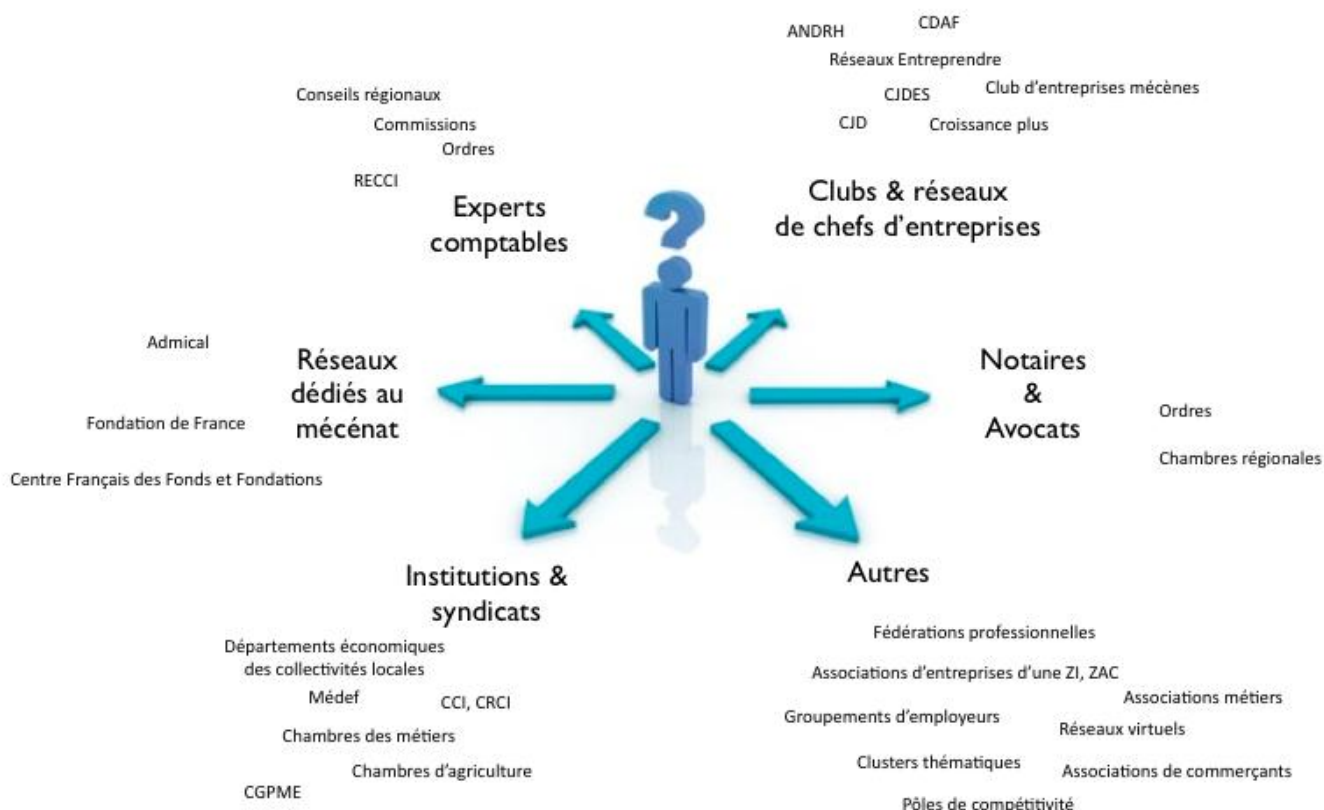 ANDRH
CDAF
Réseaux Entreprendre
CJDES
Club d'entreprises mécènes
CJD
Croissance plus
Clubs & réseaux
de chefs d'entreprises
Conseils régionaux
Commissions
Ordres
RECCI
Experts
comptables
?
Admical
Réseaux
dédiés au
mécénat
Fondation de France
Centre Français des Fonds et Fondations
Notaires
&
Avocats
Ordres
Chambres régionales
Institutions &
syndicats
Départements économiques
des collectivités locales
Médef
CCI, CRCI
Chambres des métiers
Chambres d'agriculture
CGPME
Autres
Fédérations professionnelles
Associations d'entreprises d'une ZI, ZAC
Associations métiers
Groupements d'employeurs
Réseaux virtuels
Clusters thématiques
Associations de commerçants
Pôles de compétitivité